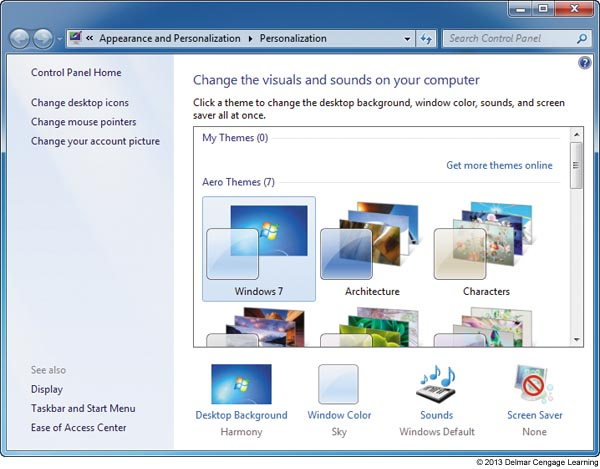 Appearance and Personalization
Personalization
Search Control Panel
Control Panel Home
Change desktop icons
Change mouse pointers
Change your account picture
See also
Display
Taskbar and Start Menu
Ease of Access Center
Change the visuals and sounds on your computer
Click a theme to change the desktop background, window color, sounds, and screen
saver all at once.
My Themes (0)
Get more themes online
Aero Themes (7)
Windows 7
Architecture
Characters
Desktop Background
Harmony
Window Color
Sky
Sounds
Windows Default
Screen Saver
None
© 2013 Delmar Cengage Learning